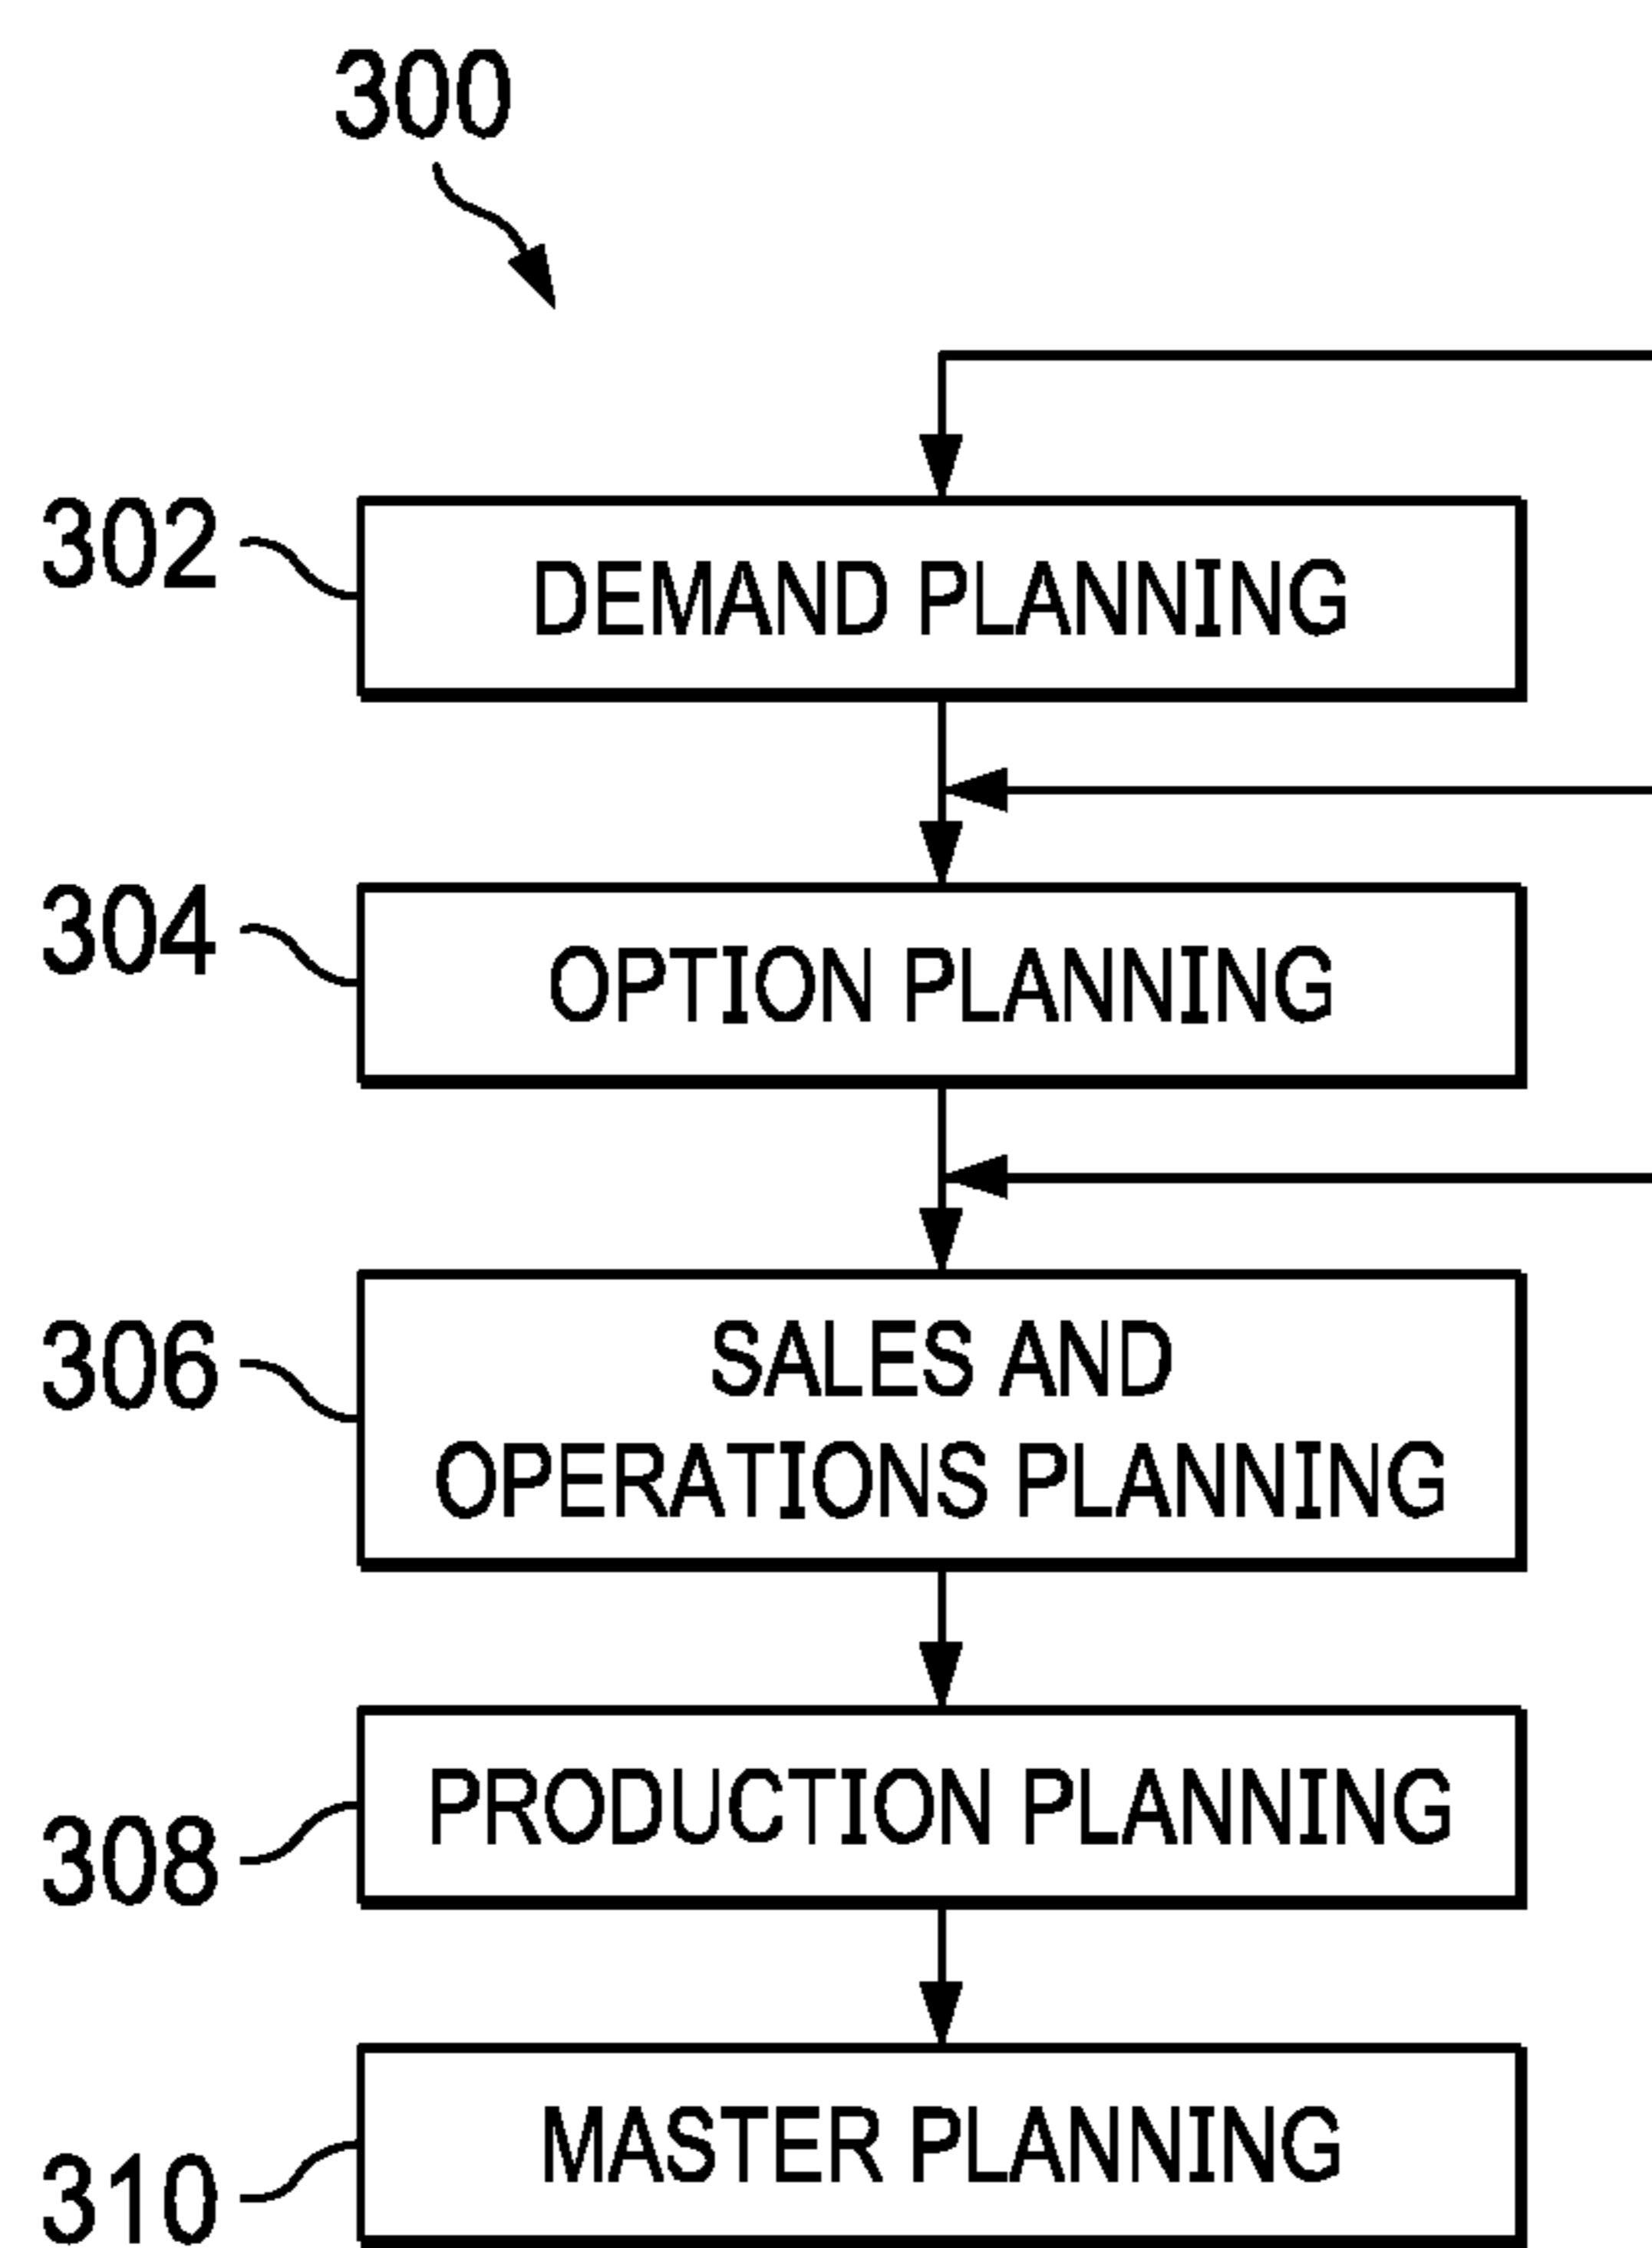 300
302
DEMAND PLANNING
304
OPTION PLANNING
306
SALES AND
OPERATIONS PLANNING
308
PRODUCTION PLANNING
310
MASTER PLANNING